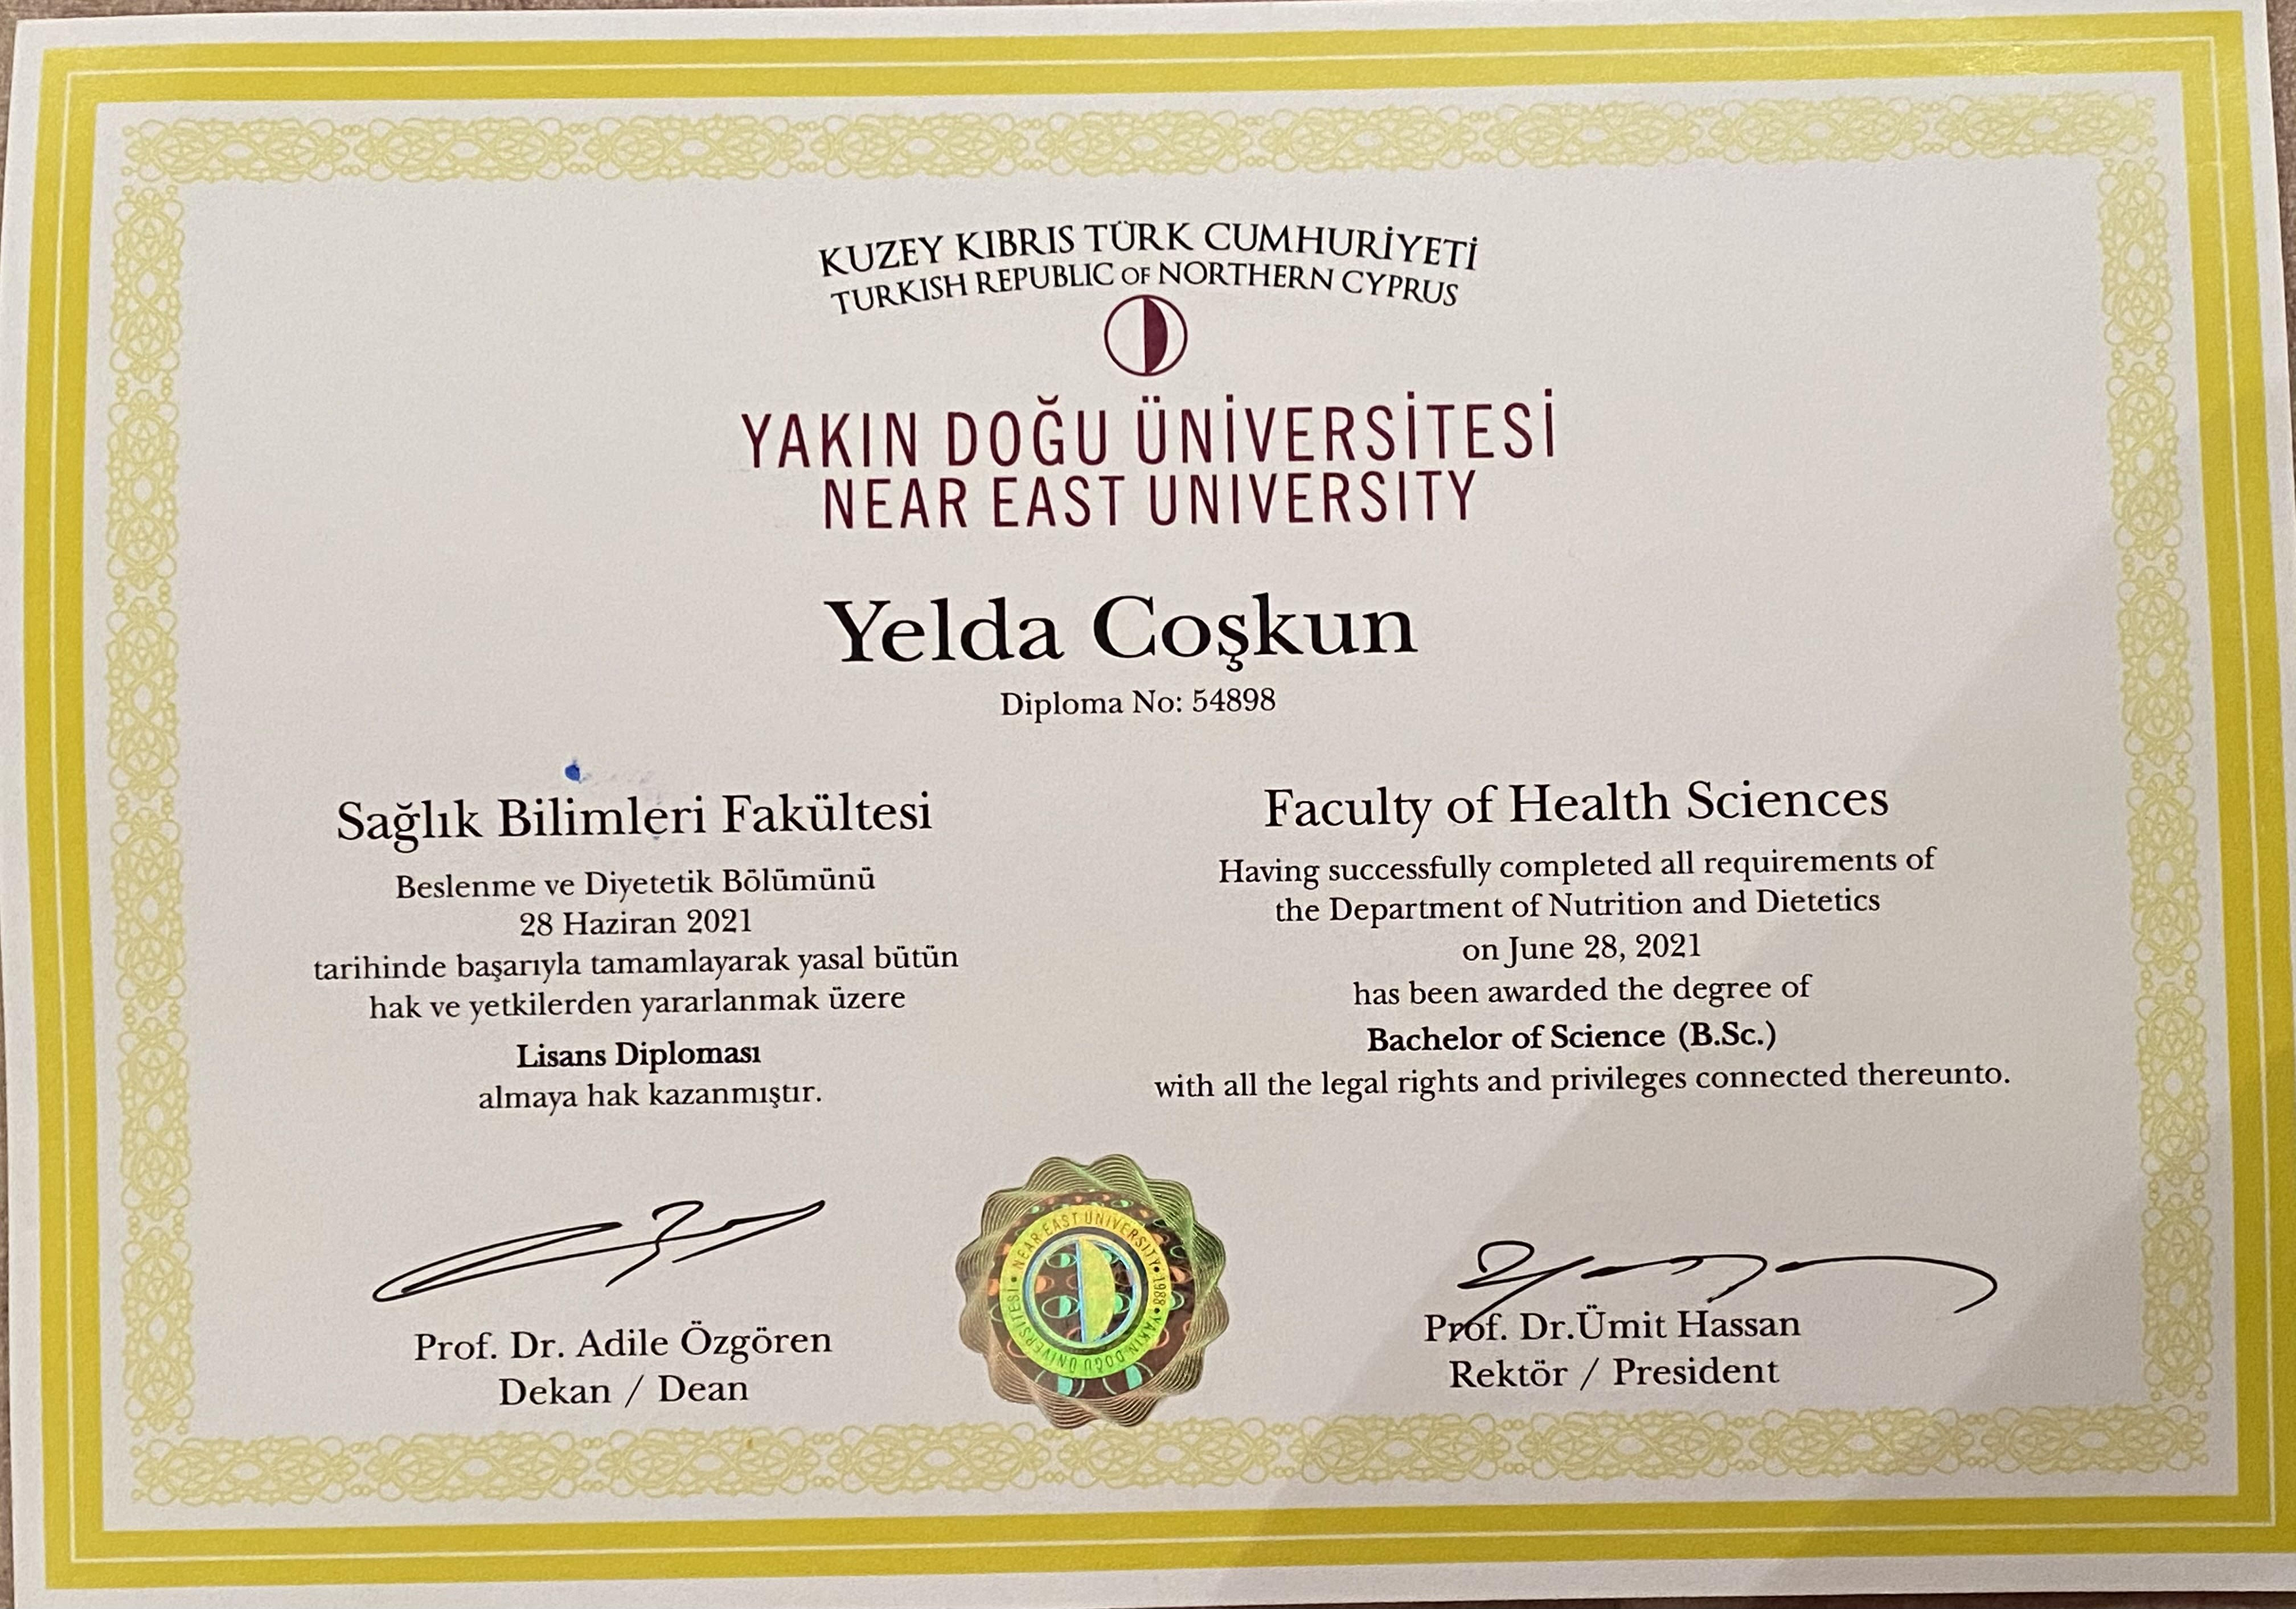 KUZEY KIBRIS TÜRK CUMHURİYETİ
TURKISH REPUBLIC OF NORTHERN CYPRUS
YAKIN DOĞU ÜNİVERSİTESİ
NEAR EAST UNIVERSITY
Yelda Coşkun
Diploma No: 54898
Sağlık Bilimleri Fakültesi
Beslenme ve Diyetetik Bölümünü
28 Haziran 2021
tarihinde başarıyla tamamlayarak yasal bütün
hak ve yetkilerden yararlanmak üzere
Lisans Diploması
almaya hak kazanmıştır.
Faculty of Health Sciences
Having successfully completed all requirements of
the Department of Nutrition and Dietetics
on June 28, 2021
has been awarded the degree of
Bachelor of Science (B.Sc.)
with all the legal rights and privileges connected thereunto.
Prof. Dr. Adile Özgören
Dekan / Dean
NEAR EAST UNIVERSITY • 1988 • YAKIN DOĞU ÜNİVERSİTESİ •
Prof. Dr.Ümit Hassan
Rektör / President